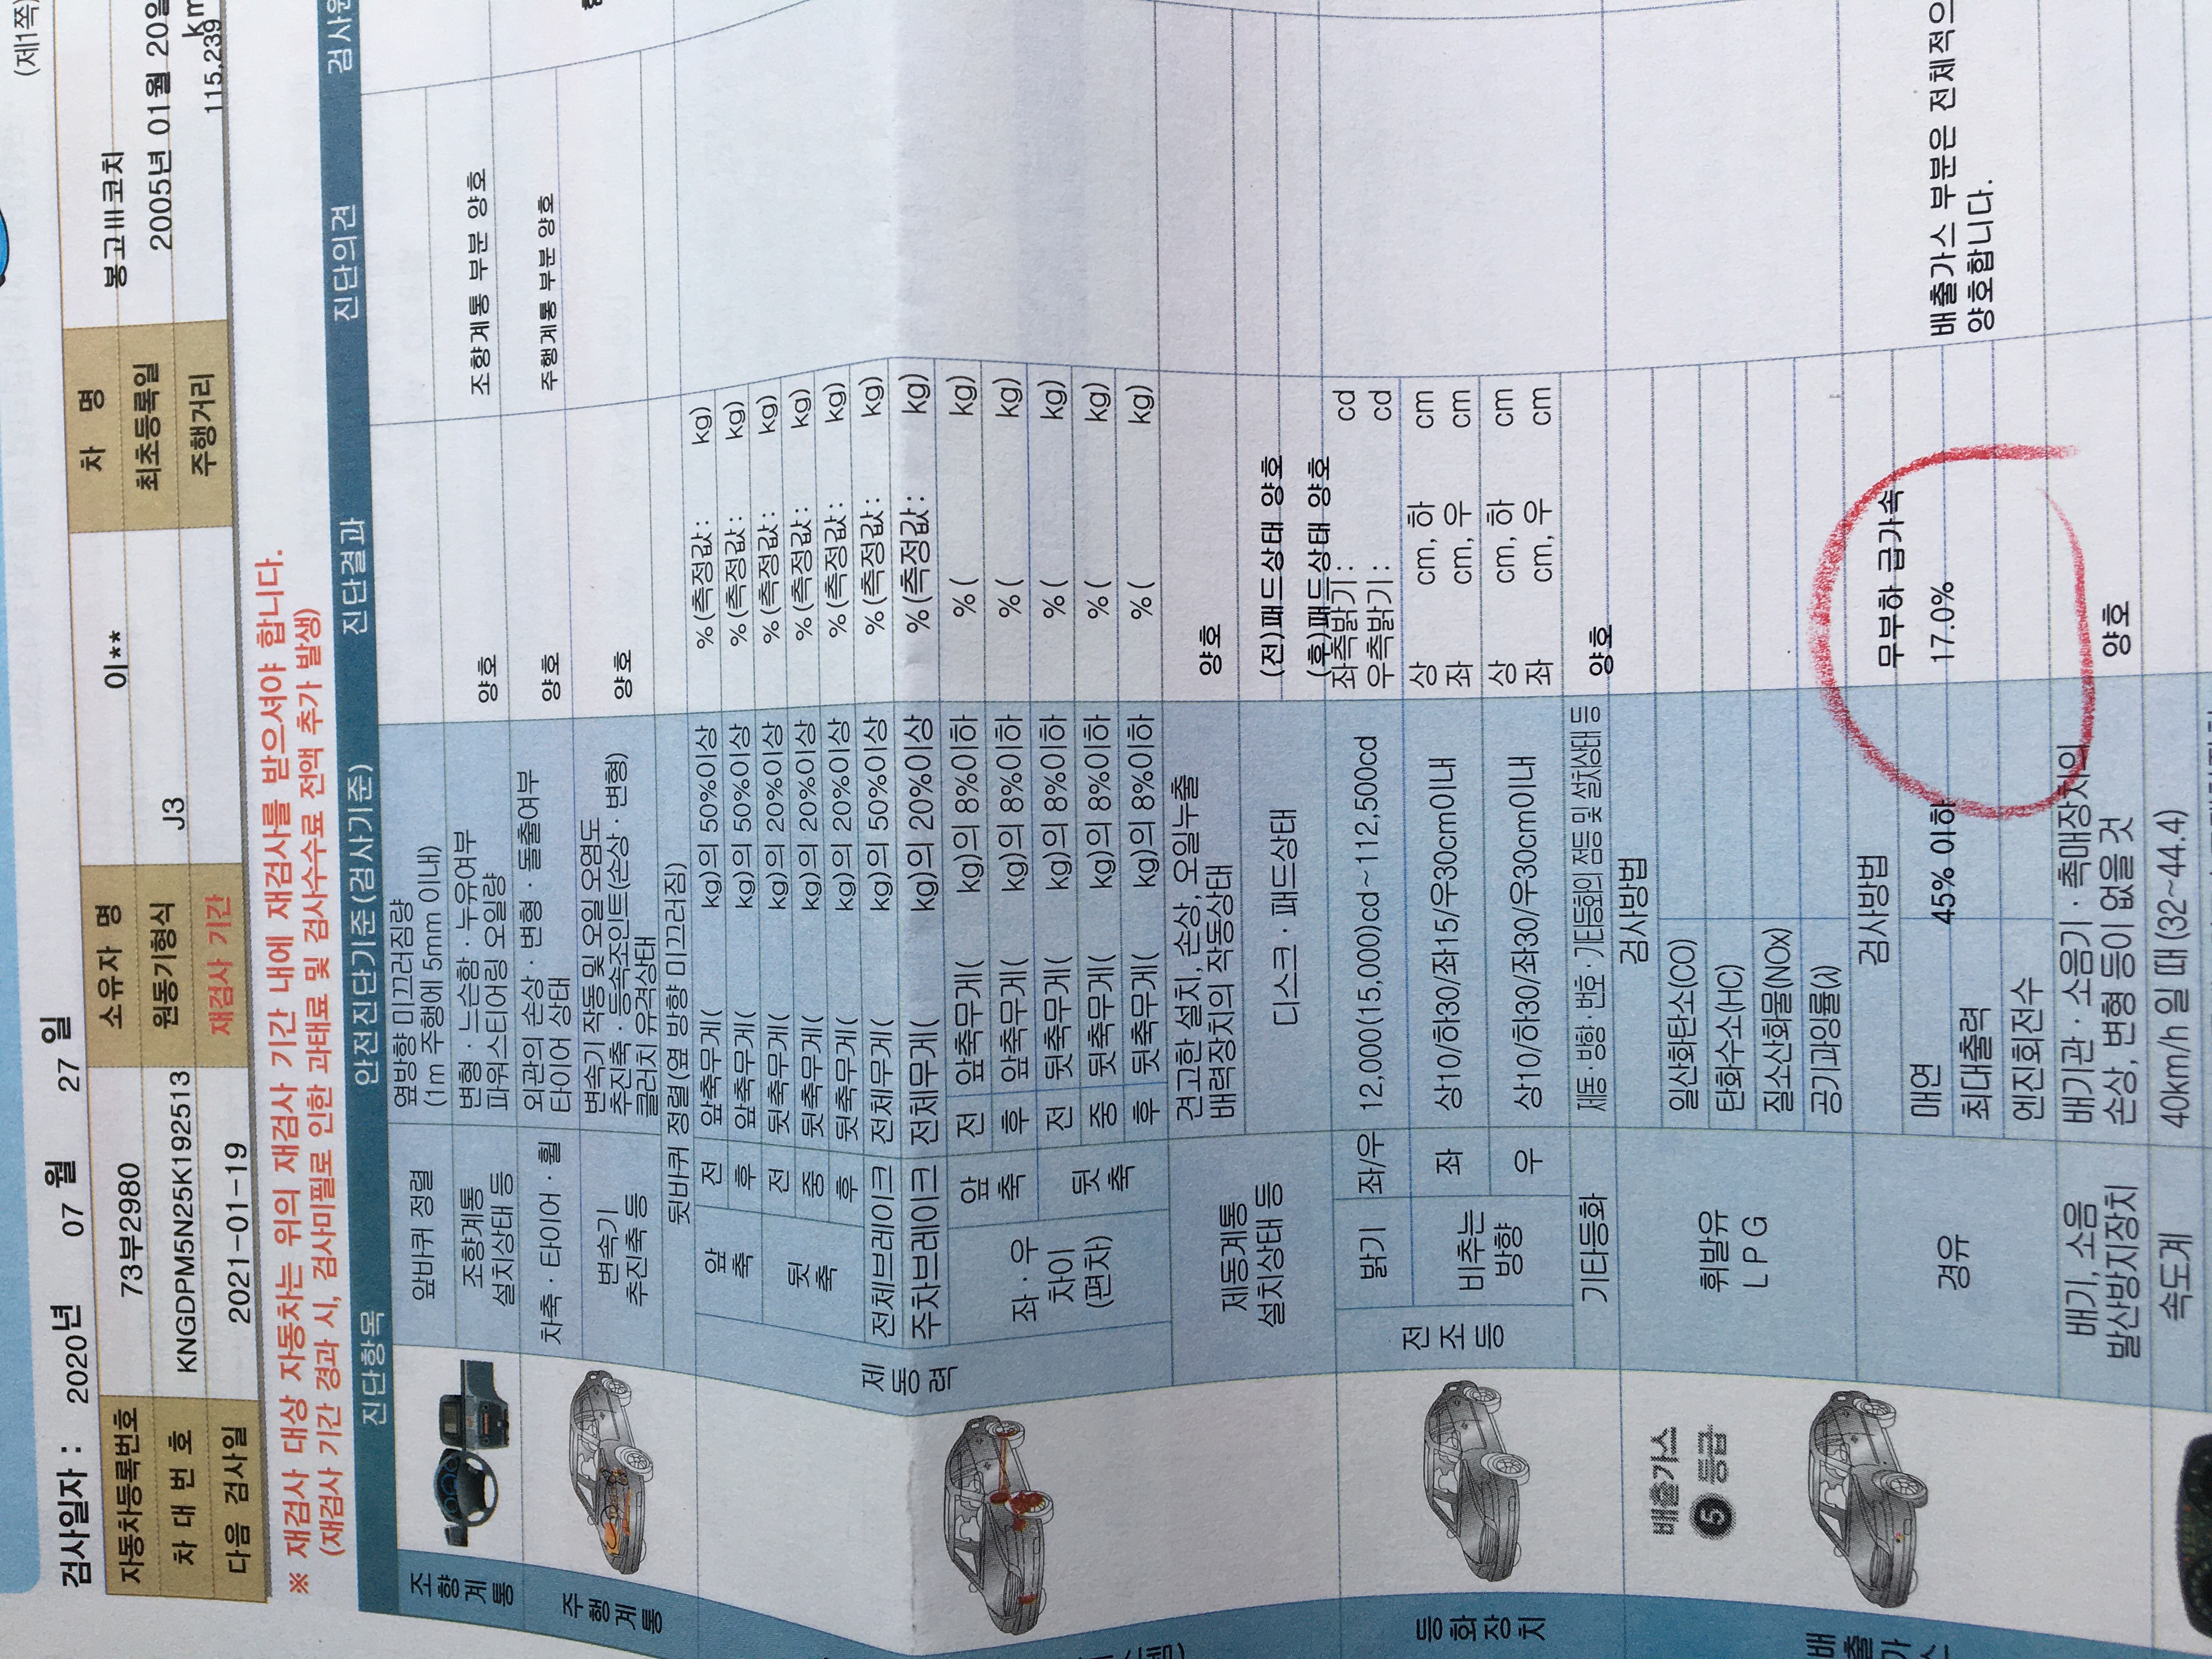 (제1쪽)
검사일자 : 2020년 07 월 27 일
자동차등록번호 73부2980 소유자 명 이** 차 명 봉고III코치
차 대 번 호 KNGDPM5N25K192513 원동기형식 J3 최초등록일 2005년 01월 20일
다음 검사일 2021-01-19 재검사 기간 주행거리 115,239 km
※ 재검사 대상 자동차는 위의 재검사 기간 내에 재검사를 받으셔야 합니다.
(재검사 기간 경과 시, 검사미필로 인한 과태료 및 검사수수료 전액 추가 발생)
진단항목 안전진단기준(검사기준) 진단결과 진단의견
조향계통
앞바퀴 정렬 옆방향 미끄러짐량
(1m 주행에 5mm 이내)
조향계통
설치상태 등
변형 · 느슨함 · 누유여부
파워스티어링 오일량
양호 조향계통 부분 양호
주행계통
차축 · 타이어 · 휠
외관의 손상 · 변형 · 돌출여부
타이어 상태
양호 주행계통 부분 양호
변속기
추진축 등
변속기 작동 및 오일 오염도
추진축 · 등속조인트(손상 · 변형)
클러치 유격상태
양호
뒷바퀴 정렬(옆 방향 미끄러짐)
제동력
앞축 전 앞축무게( kg)의 50%이상 %(측정값 : kg)
후 앞축무게( kg)의 50%이상 %(측정값 : kg)
뒷축 전 뒷축무게( kg)의 20%이상 %(측정값 : kg)
중 뒷축무게( kg)의 20%이상 %(측정값 : kg)
후 뒷축무게( kg)의 20%이상 %(측정값 : kg)
전체브레이크 전체무게( kg)의 50%이상 %(측정값 : kg)
주차브레이크 전체무게( kg)의 20%이상 %(측정값 : kg)
좌 · 우
차이
(편차)
앞축 전 앞축무게( kg)의 8%이하 %( kg)
후 앞축무게( kg)의 8%이하 %( kg)
뒷축 전 뒷축무게( kg)의 8%이하 %( kg)
중 뒷축무게( kg)의 8%이하 %( kg)
후 뒷축무게( kg)의 8%이하 %( kg)
제동계통
설치상태 등
견고한 설치, 손상, 오일누출
배력장치의 작동상태
양호
디스크 · 패드상태 (전)패드상태 양호
(후)패드상태 양호
등화장치
전조등
밝기 좌/우 12,000(15,000)cd~112,500cd 좌측밝기 : cd
우측밝기 : cd
비추는
방향
좌 상10/하30/좌15/우30cm이내 상 cm, 하 cm
좌 cm, 우 cm
우 상10/하30/좌30/우30cm이내 상 cm, 하 cm
좌 cm, 우 cm
기타등화 제동 · 방향 · 번호 · 기타등화의 점등 및 설치상태 등 양호
배출가스
5 등급
휘발유
L P G
검사방법
일산화탄소(CO)
탄화수소(HC)
질소산화물(NOx)
공기과잉률(λ)
경유
검사방법 무부하 급가속
매연 45% 이하 17.0%
최대출력
엔진회전수
배출가스 부분은 전체적으
양호합니다.
배기, 소음
발산방지장치
배기관 · 소음기 · 촉매장치의
손상, 변형 등이 없을 것
양호
속도계 40km/h 일 때 (32~44.4)